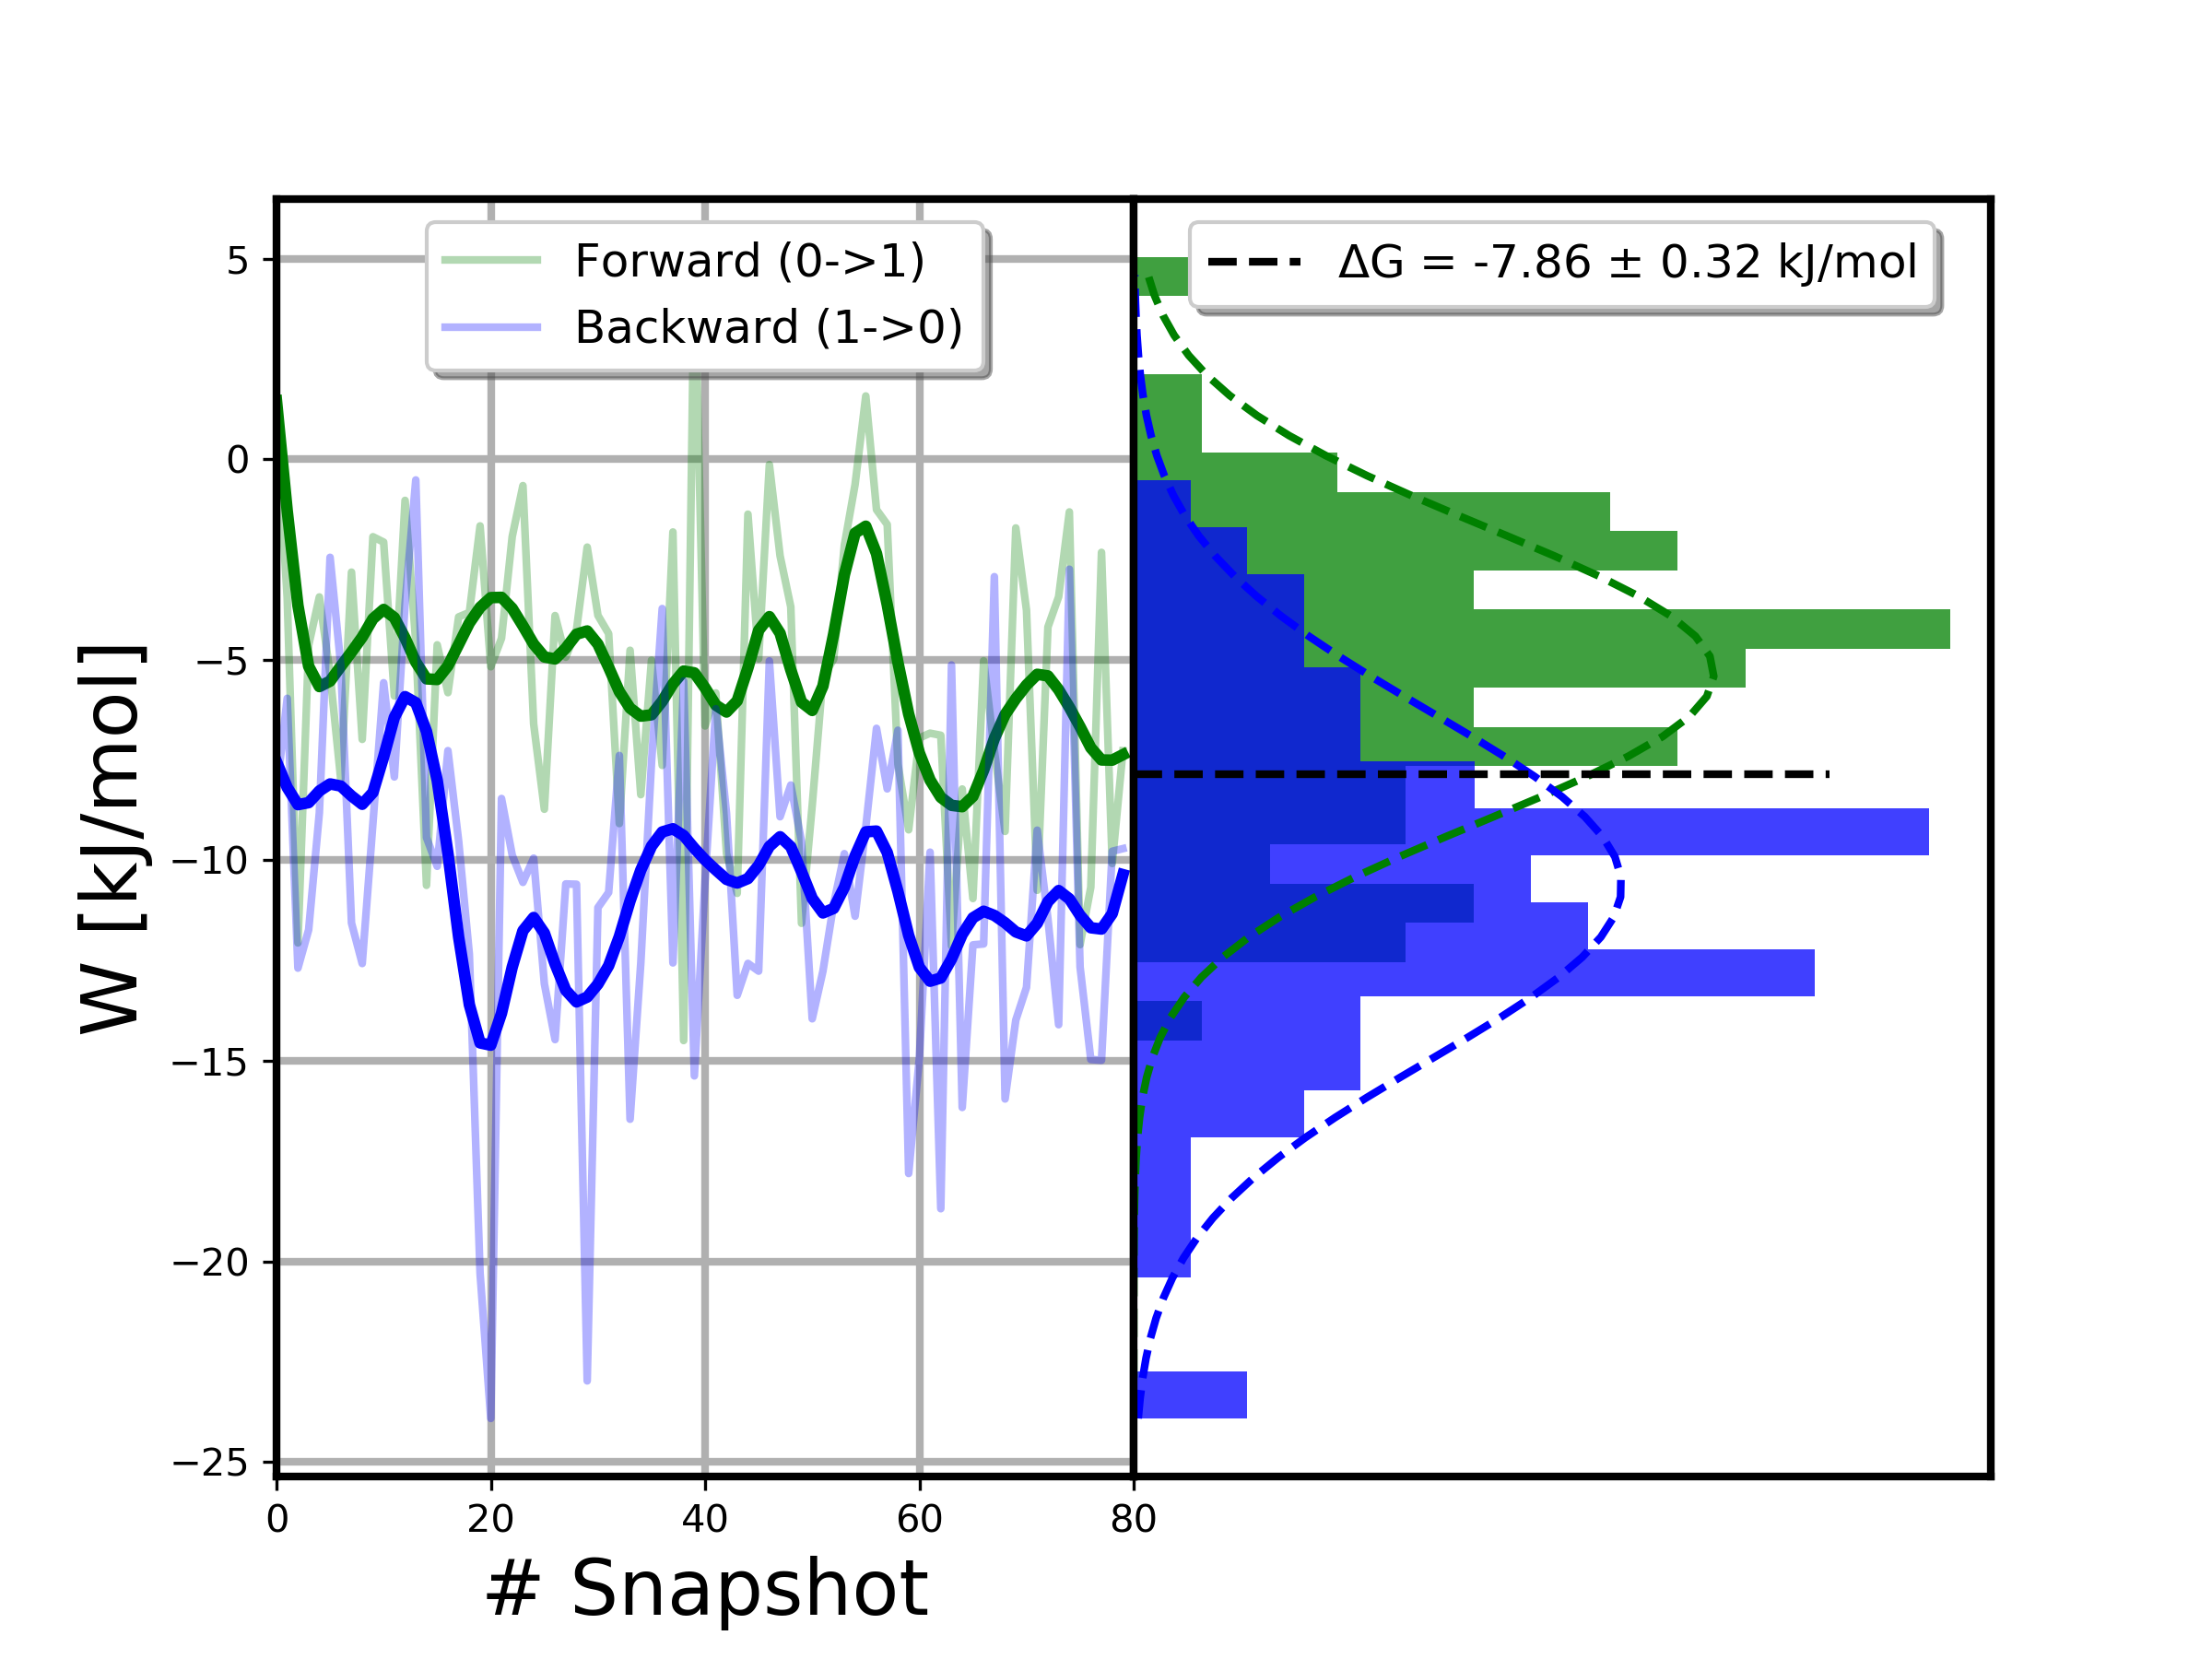 Forward (0->1)
Backward (1->0)
ΔG = -7.86 ± 0.32 kJ/mol
W [kJ/mol]
5
0
−5
−10
−15
−20
−25
0 20 40 60 80
# Snapshot